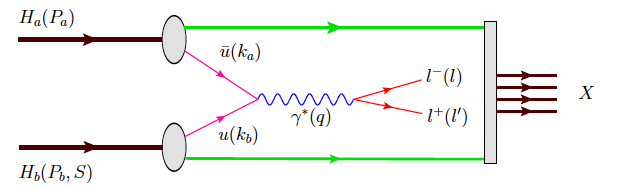 H_a(P_a)
ū(k_a)
l⁻(l)
γ*(q)
l⁺(l′)
X
u(k_b)
H_b(P_b, S)